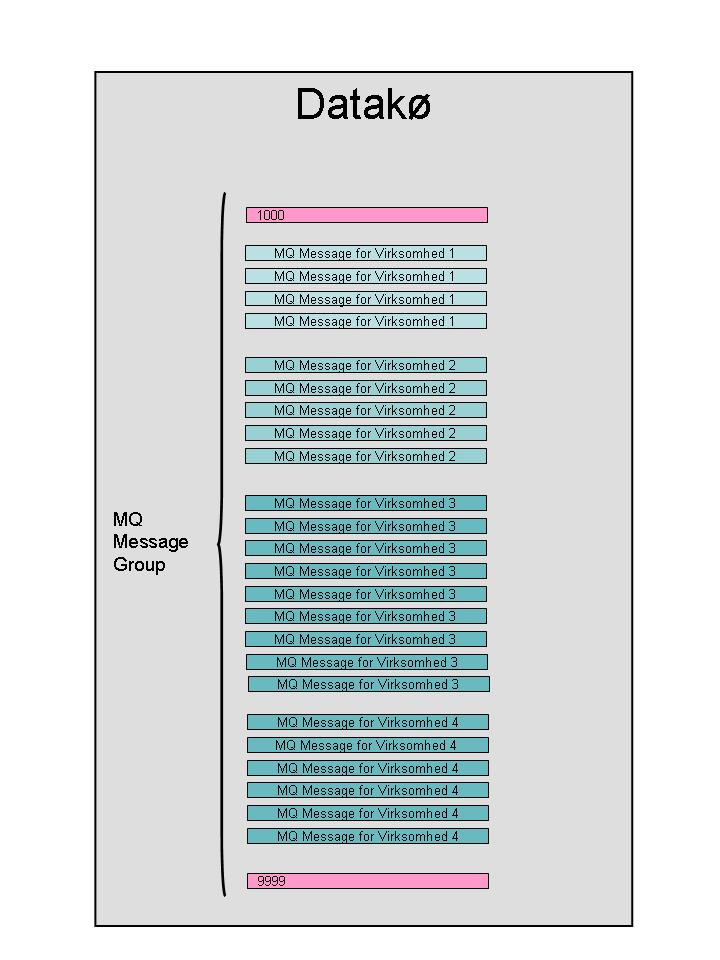 Datakø
1000
MQ Message for Virksomhed 1
MQ Message for Virksomhed 1
MQ Message for Virksomhed 1
MQ Message for Virksomhed 1
MQ Message for Virksomhed 2
MQ Message for Virksomhed 2
MQ Message for Virksomhed 2
MQ Message for Virksomhed 2
MQ Message for Virksomhed 2
MQ Message for Virksomhed 3
MQ Message for Virksomhed 3
MQ Message for Virksomhed 3
MQ Message for Virksomhed 3
MQ Message for Virksomhed 3
MQ Message for Virksomhed 3
MQ Message for Virksomhed 3
MQ Message for Virksomhed 3
MQ Message for Virksomhed 3
MQ Message for Virksomhed 4
MQ Message for Virksomhed 4
MQ Message for Virksomhed 4
MQ Message for Virksomhed 4
MQ Message for Virksomhed 4
MQ Message for Virksomhed 4
9999
MQ
Message
Group